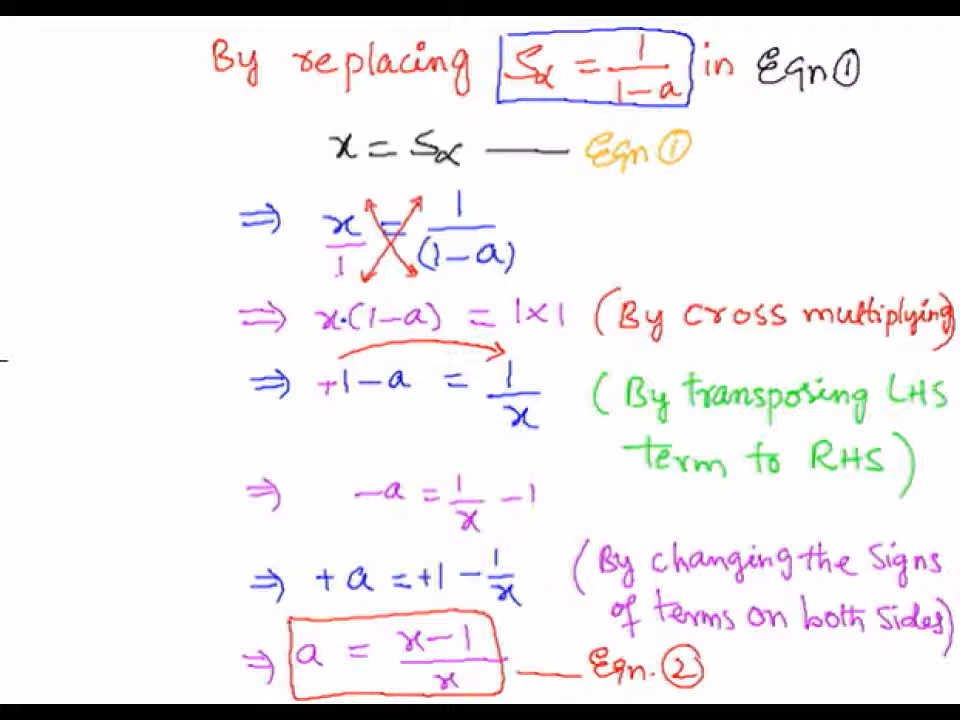 By replacing Sα = 1/(1-a) in Eqn ①
x = Sα —— Eqn ①
⇒ x/1 = 1/(1-a)
⇒ x·(1-a) = 1×1 (By cross multiplying)
⇒ +1-a = 1/x (By transposing LHS
term to RHS)
⇒ -a = 1/x - 1
⇒ +a = +1 - 1/x (By changing the signs
of terms on both sides)
⇒ a = (x-1)/x —— Eqn. ②